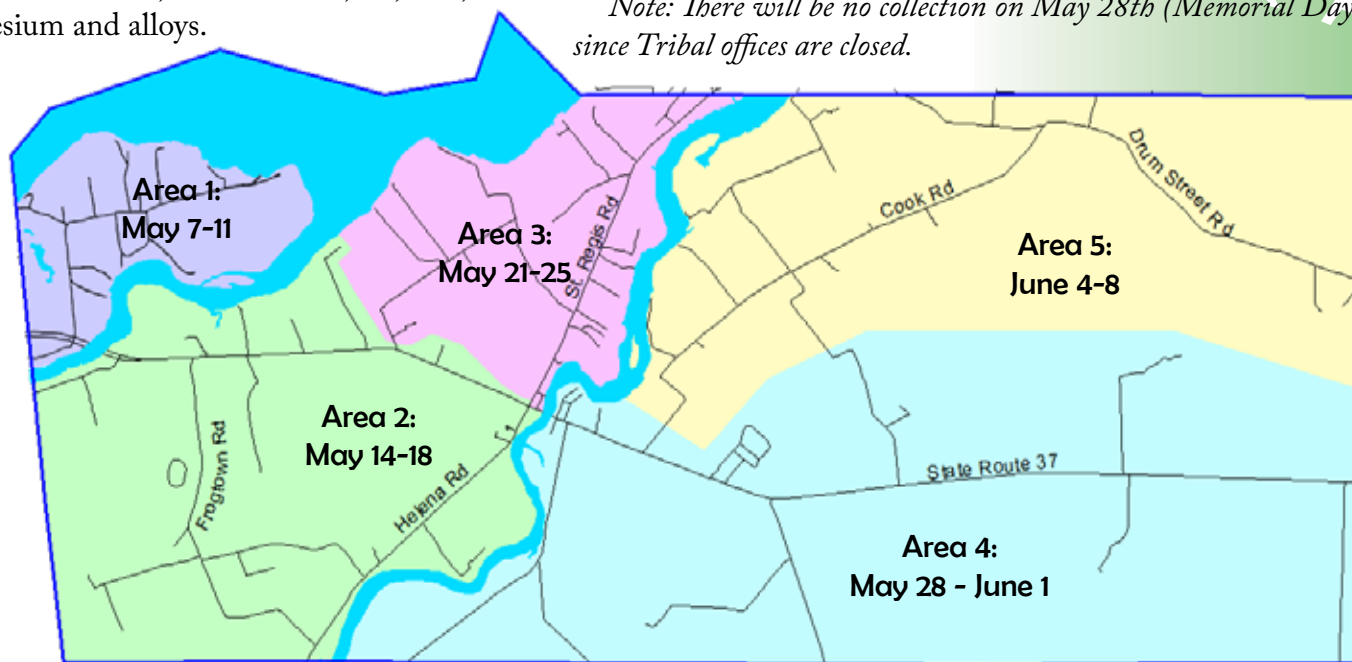 esium and alloys.
Note: There will be no collection on May 28th (Memorial Day
since Tribal offices are closed.
Area 1:
May 7-11
Area 3:
May 21-25
St. Regis Rd
Cook Rd
Drum Street Rd
Area 5:
June 4-8
Area 2:
May 14-18
Frogtown Rd
Helena Rd
State Route 37
Area 4:
May 28 - June 1